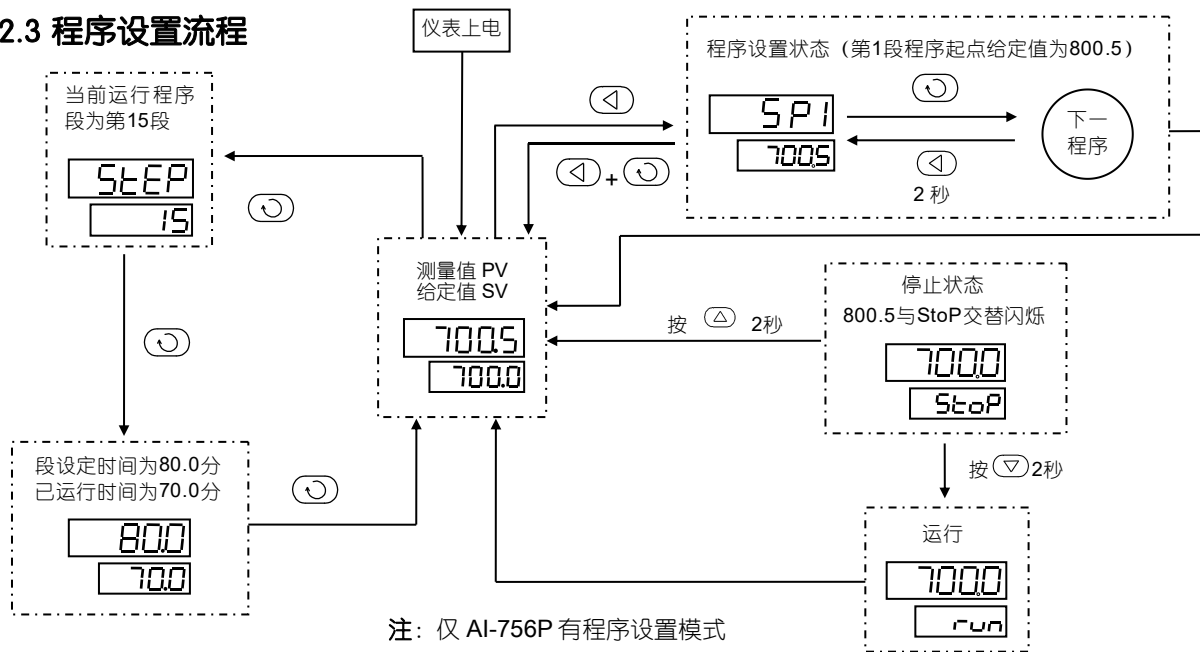 2.3 程序设置流程
仪表上电
程序设置状态（第1段程序起点给定值为800.5）
SP1
700.5
下一
程序
2 秒
+
当前运行程序
段为第15段
StEP
15
测量值 PV
给定值 SV
700.5
700.0
按 2秒
停止状态
800.5与StoP交替闪烁
700.0
StoP
按 2秒
段设定时间为80.0分
已运行时间为70.0分
80.0
70.0
运行
700.0
run
注：仅 AI-756P 有程序设置模式